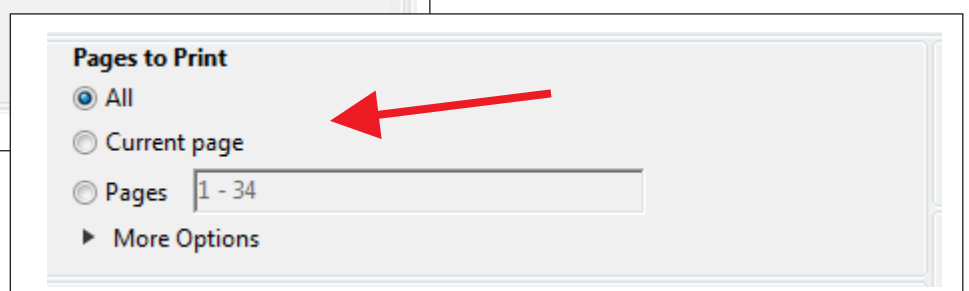 Pages to Print
All
Current page
Pages 1 - 34
More Options